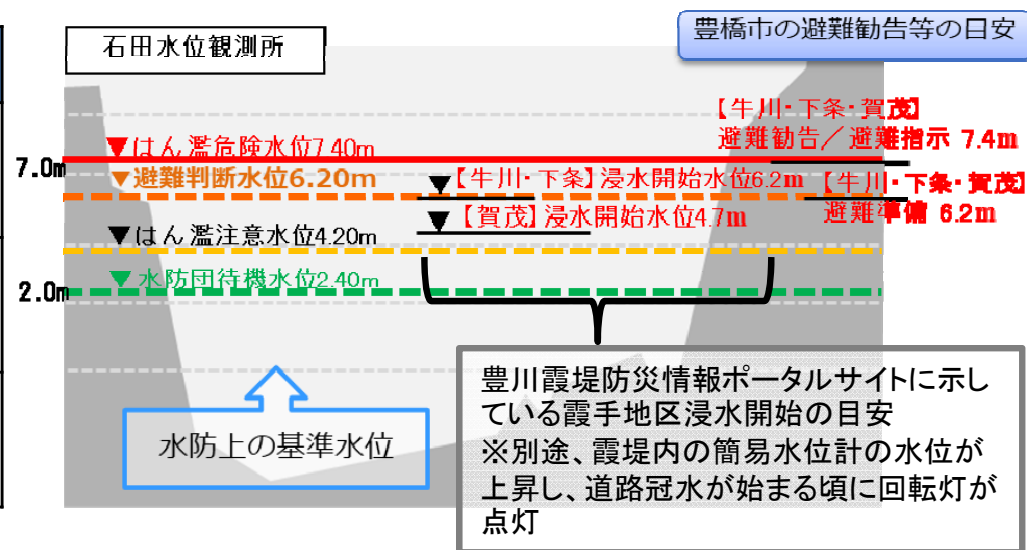 石田水位観測所
豊橋市の避難勧告等の目安
【牛川・下条・賀茂】
避難勧告／避難指示 7.4m
▼はん濫危険水位7.40m
7.0m
▼避難判断水位6.20m
▼【牛川・下条】浸水開始水位6.2m
【牛川・下条・賀茂】
避難準備 6.2m
▼【賀茂】浸水開始水位4.7m
▼はん濫注意水位4.20m
▼水防団待機水位2.40m
2.0m
水防上の基準水位
豊川霞堤防災情報ポータルサイトに示し
ている霞手地区浸水開始の目安
※別途、霞堤内の簡易水位計の水位が
上昇し、道路冠水が始まる頃に回転灯が
点灯